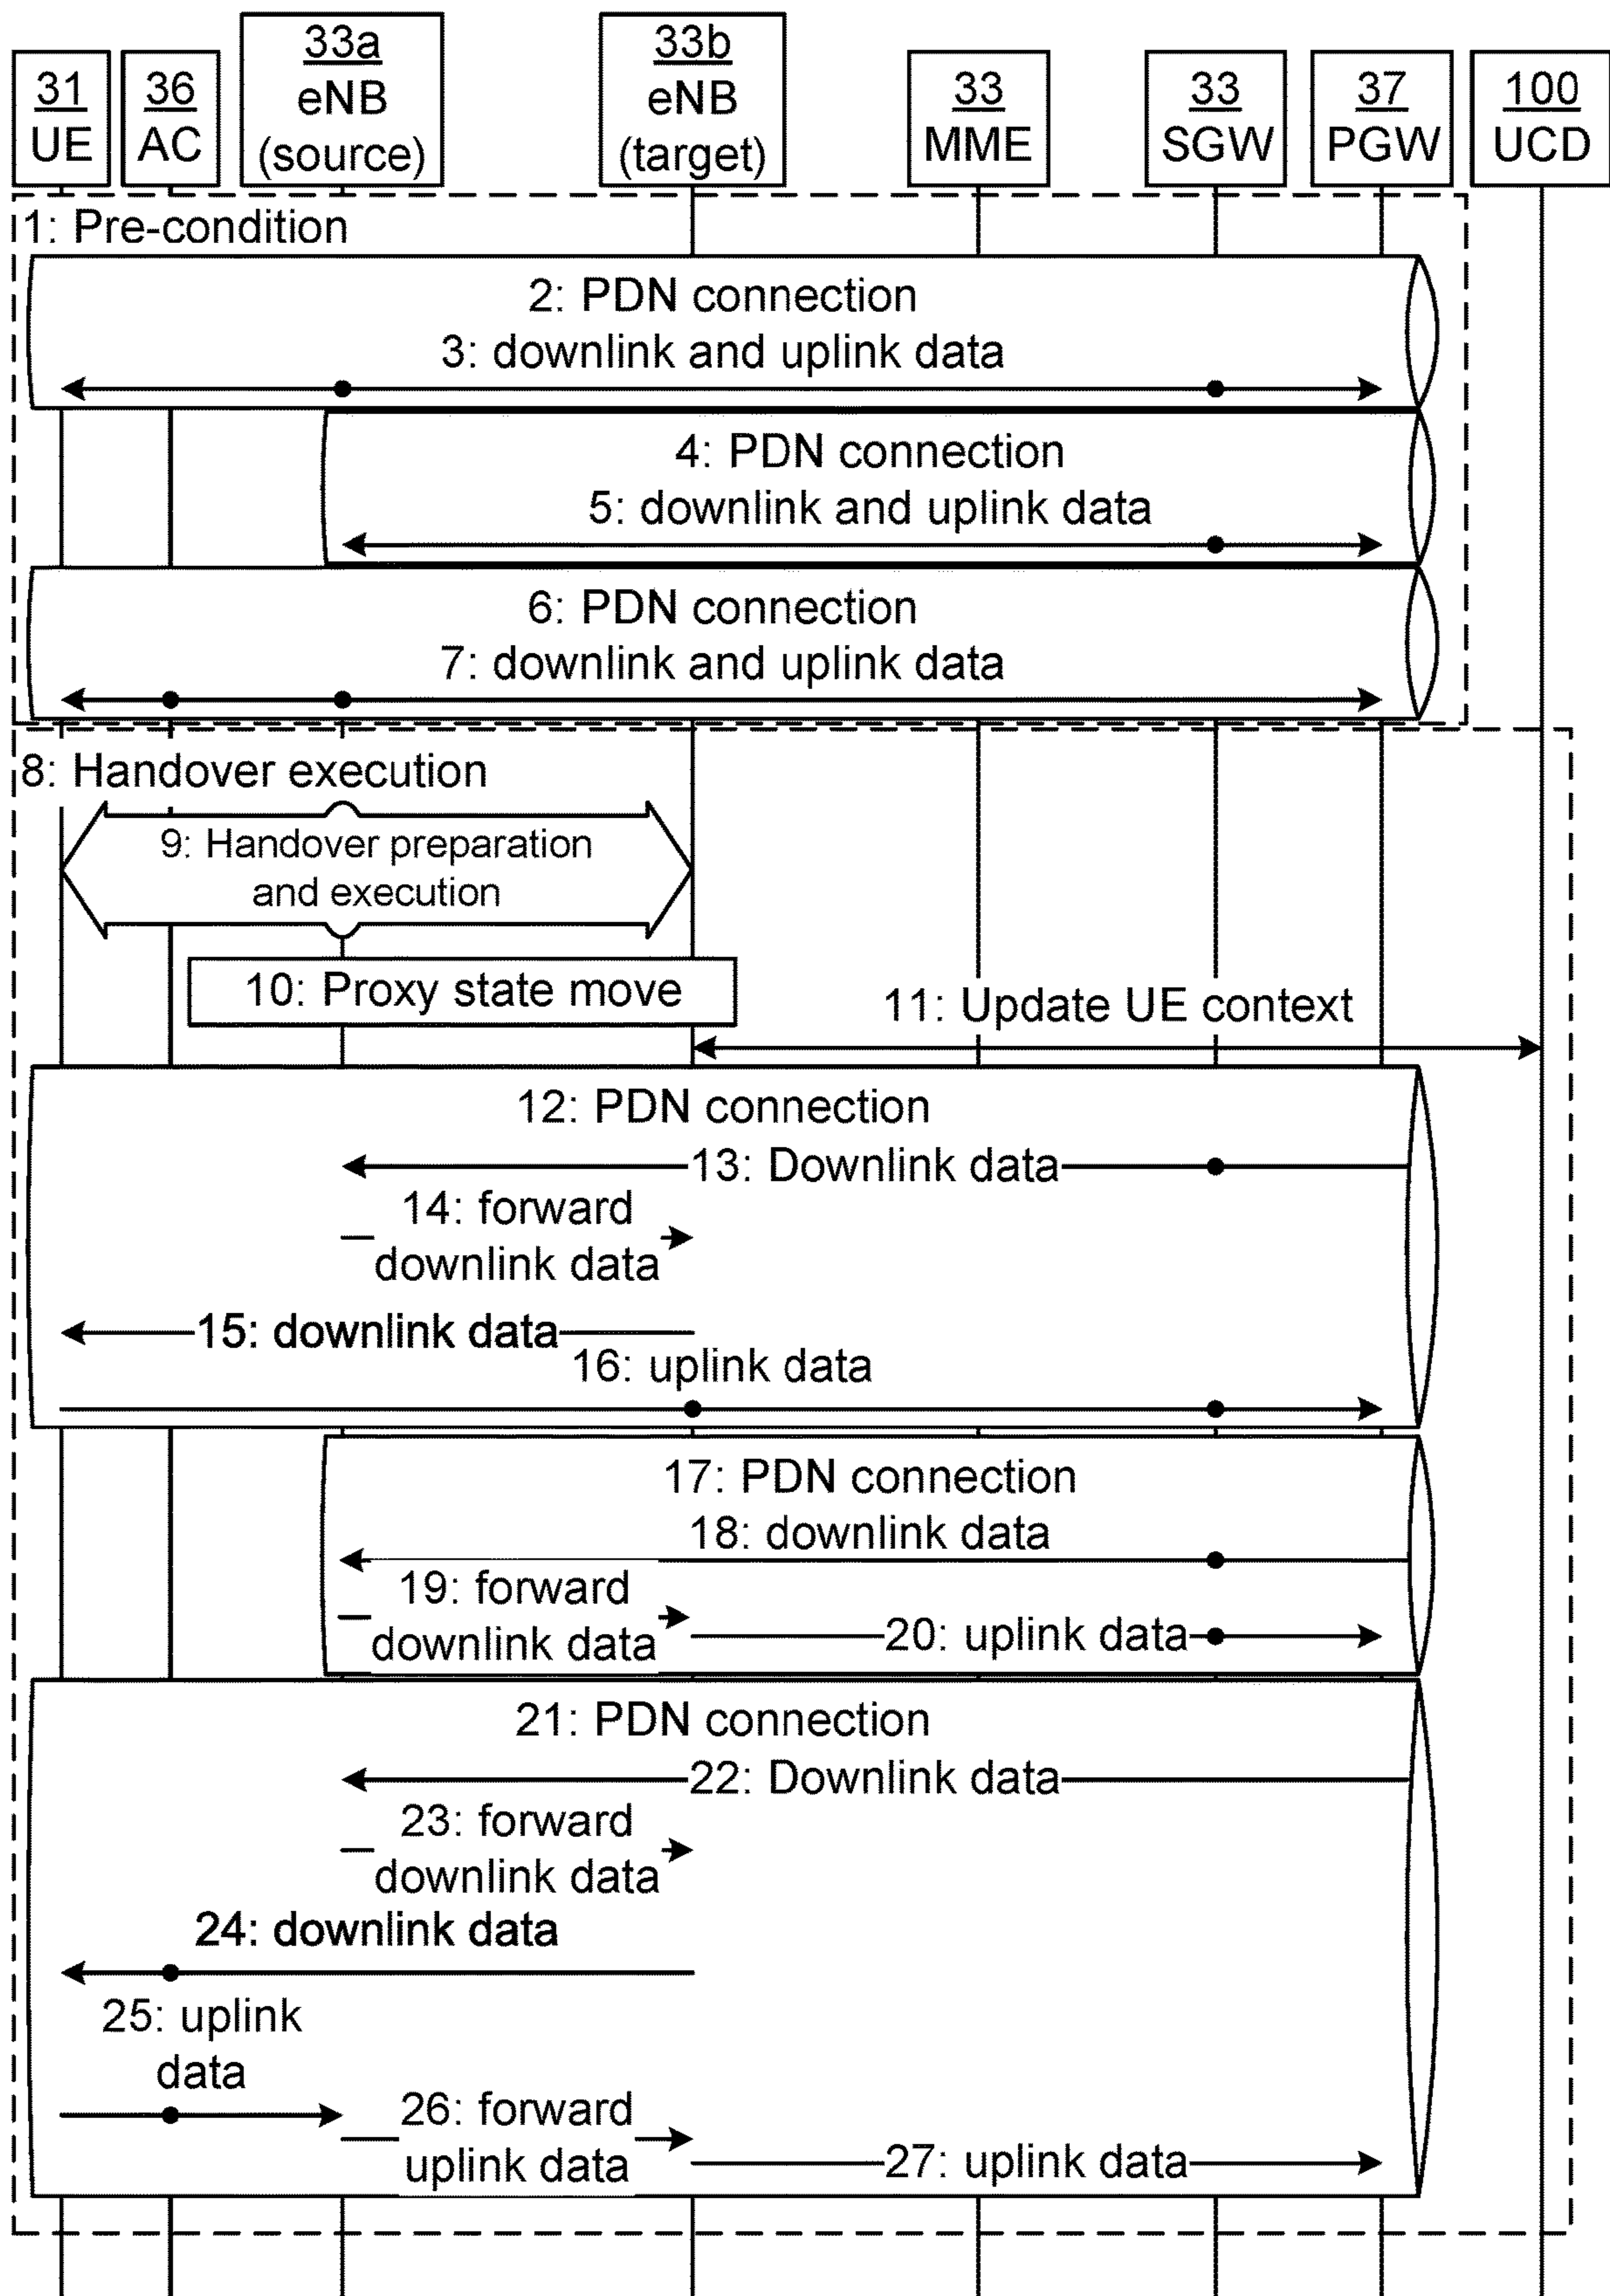 31
UE
36
AC
33a
eNB
(source)
33b
eNB
(target)
33
MME
33
SGW
37
PGW
100
UCD
1: Pre-condition
2: PDN connection
3: downlink and uplink data
4: PDN connection
5: downlink and uplink data
6: PDN connection
7: downlink and uplink data
8: Handover execution
9: Handover preparation
and execution
10: Proxy state move
11: Update UE context
12: PDN connection
13: Downlink data
14: forward
downlink data
15: downlink data
16: uplink data
17: PDN connection
18: downlink data
19: forward
downlink data
20: uplink data
21: PDN connection
22: Downlink data
23: forward
downlink data
24: downlink data
25: uplink
data
26: forward
uplink data
27: uplink data